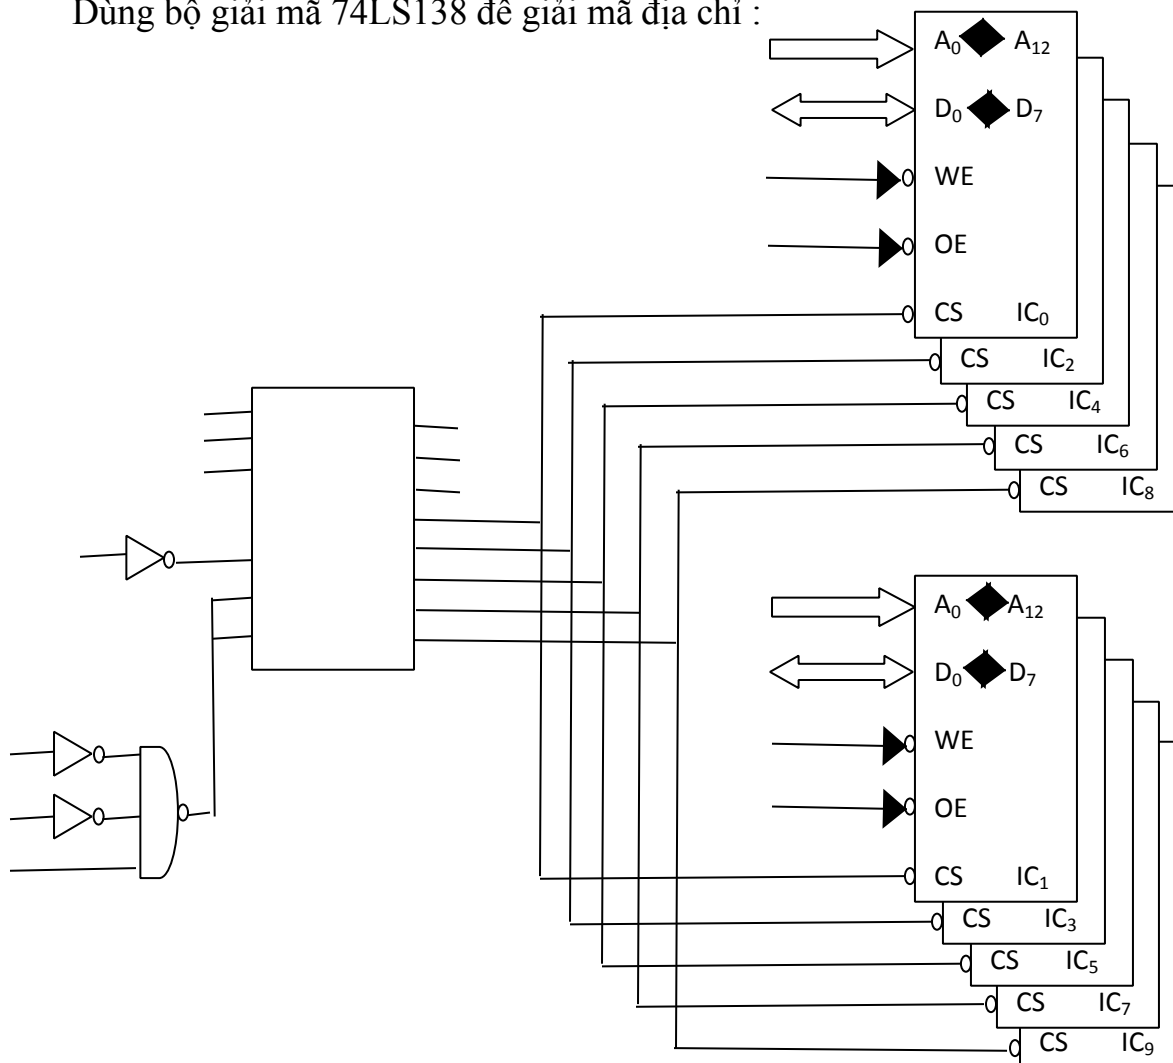 Dùng bộ giải mã 74LS138 để giải mã địa chỉ :
A₀ A₁₂
D₀ D₇
WE
OE
CS IC₀
CS IC₂
CS IC₄
CS IC₆
CS IC₈
A₀ A₁₂
D₀ D₇
WE
OE
CS IC₁
CS IC₃
CS IC₅
CS IC₇
CS IC₉